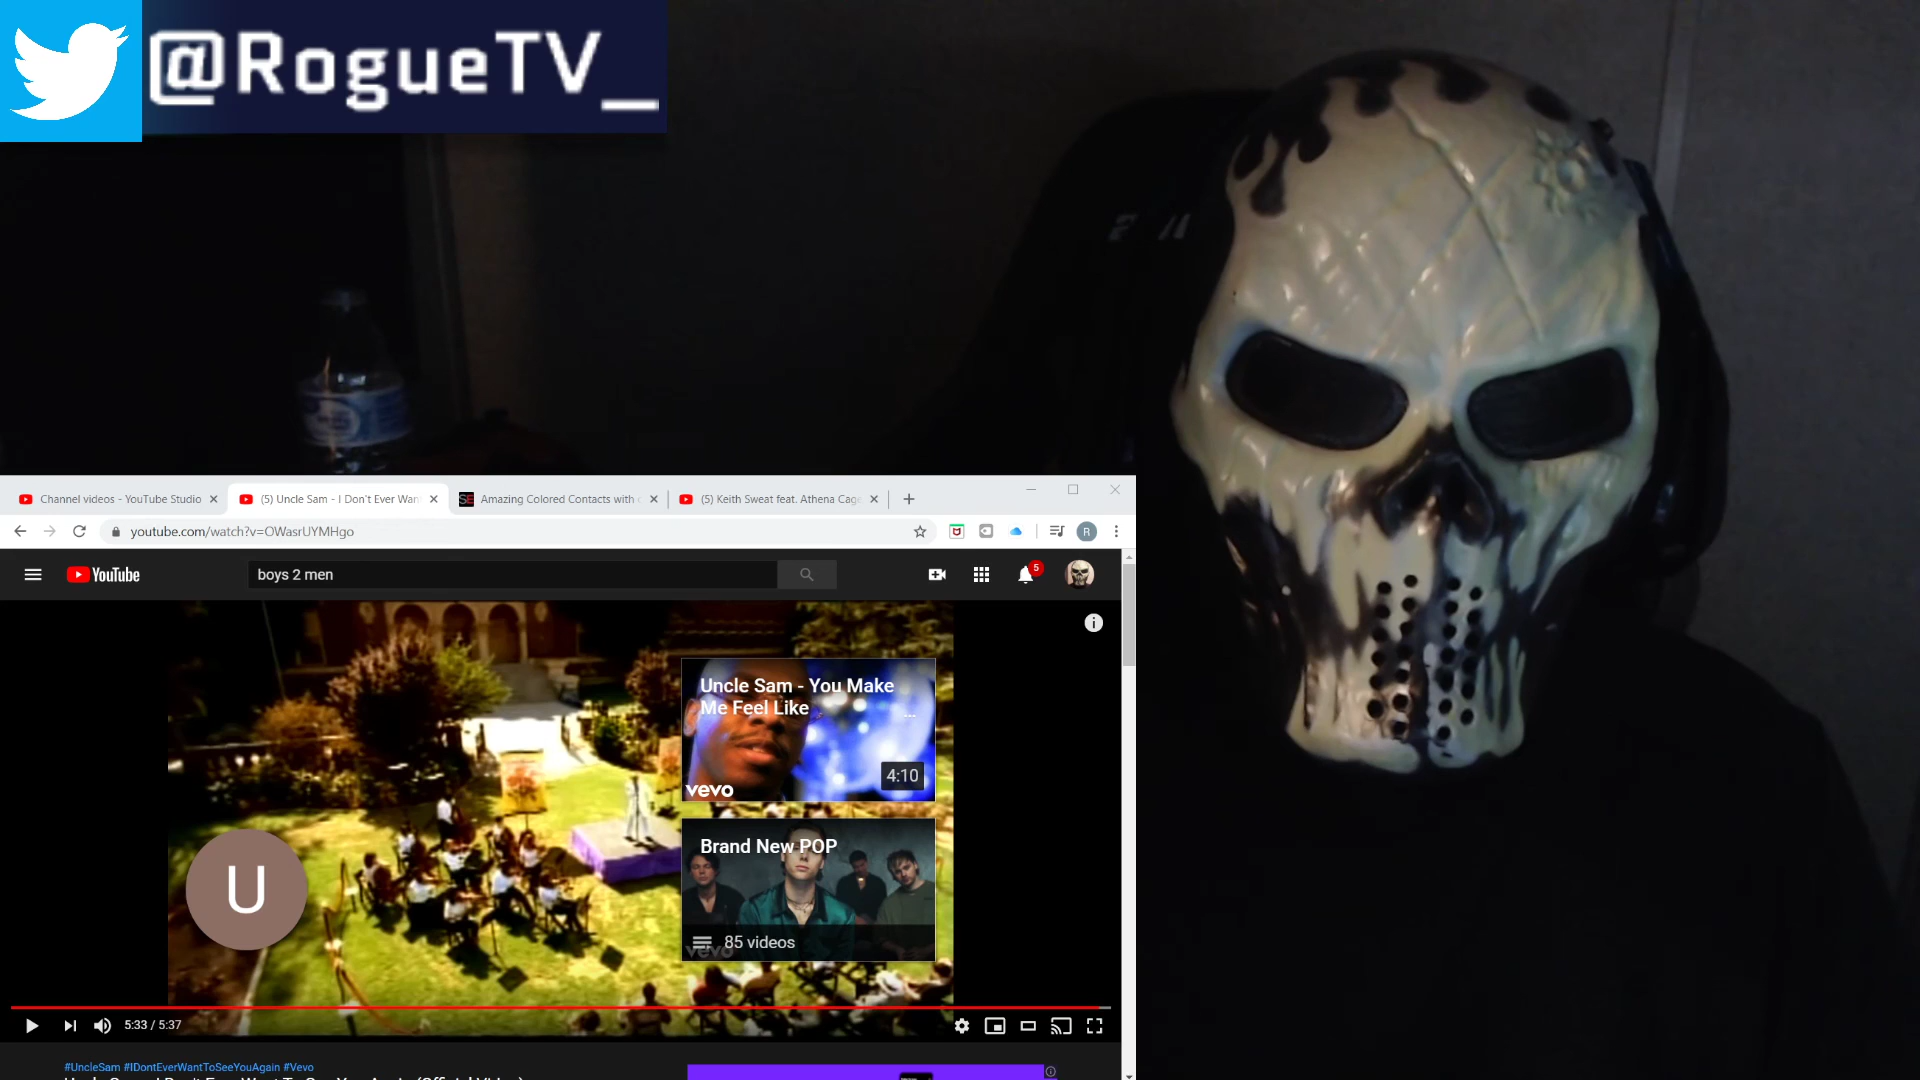 @RogueTV_
Channel videos - YouTube Studio
(5) Uncle Sam - I Don't Ever Wan
Amazing Colored Contacts with
(5) Keith Sweat feat. Athena Cage
youtube.com/watch?v=OWasrUYMHgo
R
YouTube
boys 2 men
5
Uncle Sam - You Make
Me Feel Like
...
4:10
vevo
Brand New POP
85 videos
vevo
U
5:33 / 5:37
#UncleSam #IDontEverWantToSeeYouAgain #Vevo